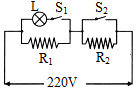 L S₁ S₂
R₁ R₂
220V